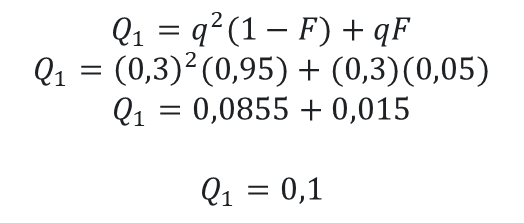 Q₁ = q²(1 − F) + qF
Q₁ = (0,3)²(0,95) + (0,3)(0,05)
Q₁ = 0,0855 + 0,015
Q₁ = 0,1